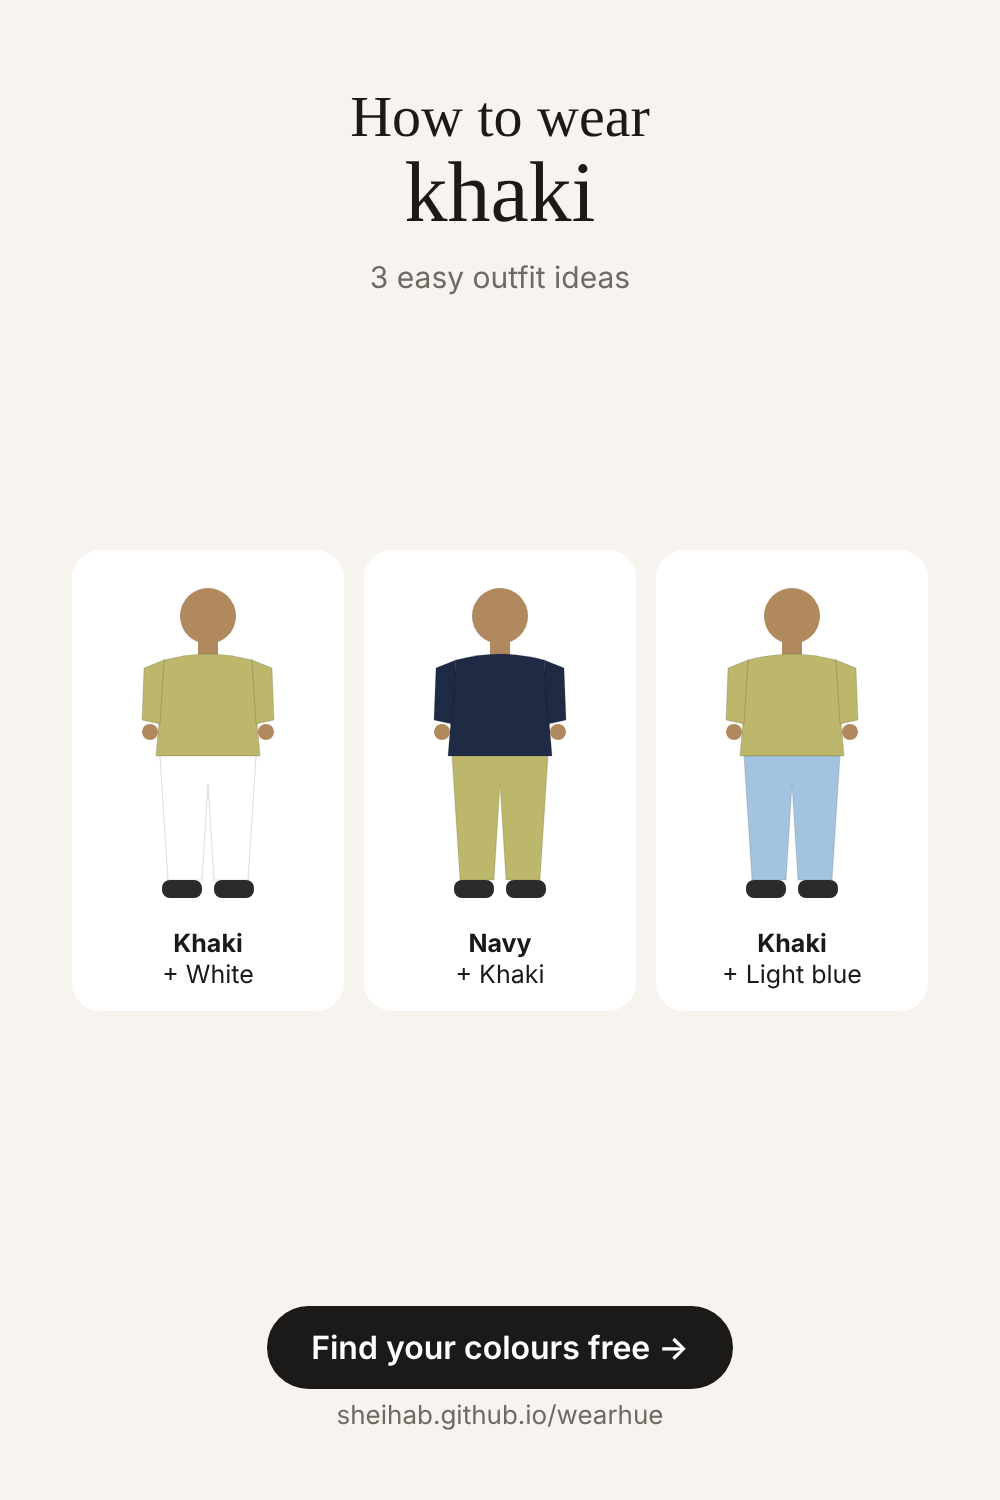 How to wear
khaki
3 easy outfit ideas
Khaki
+ White
Navy
+ Khaki
Khaki
+ Light blue
Find your colours free →
sheihab.github.io/wearhue